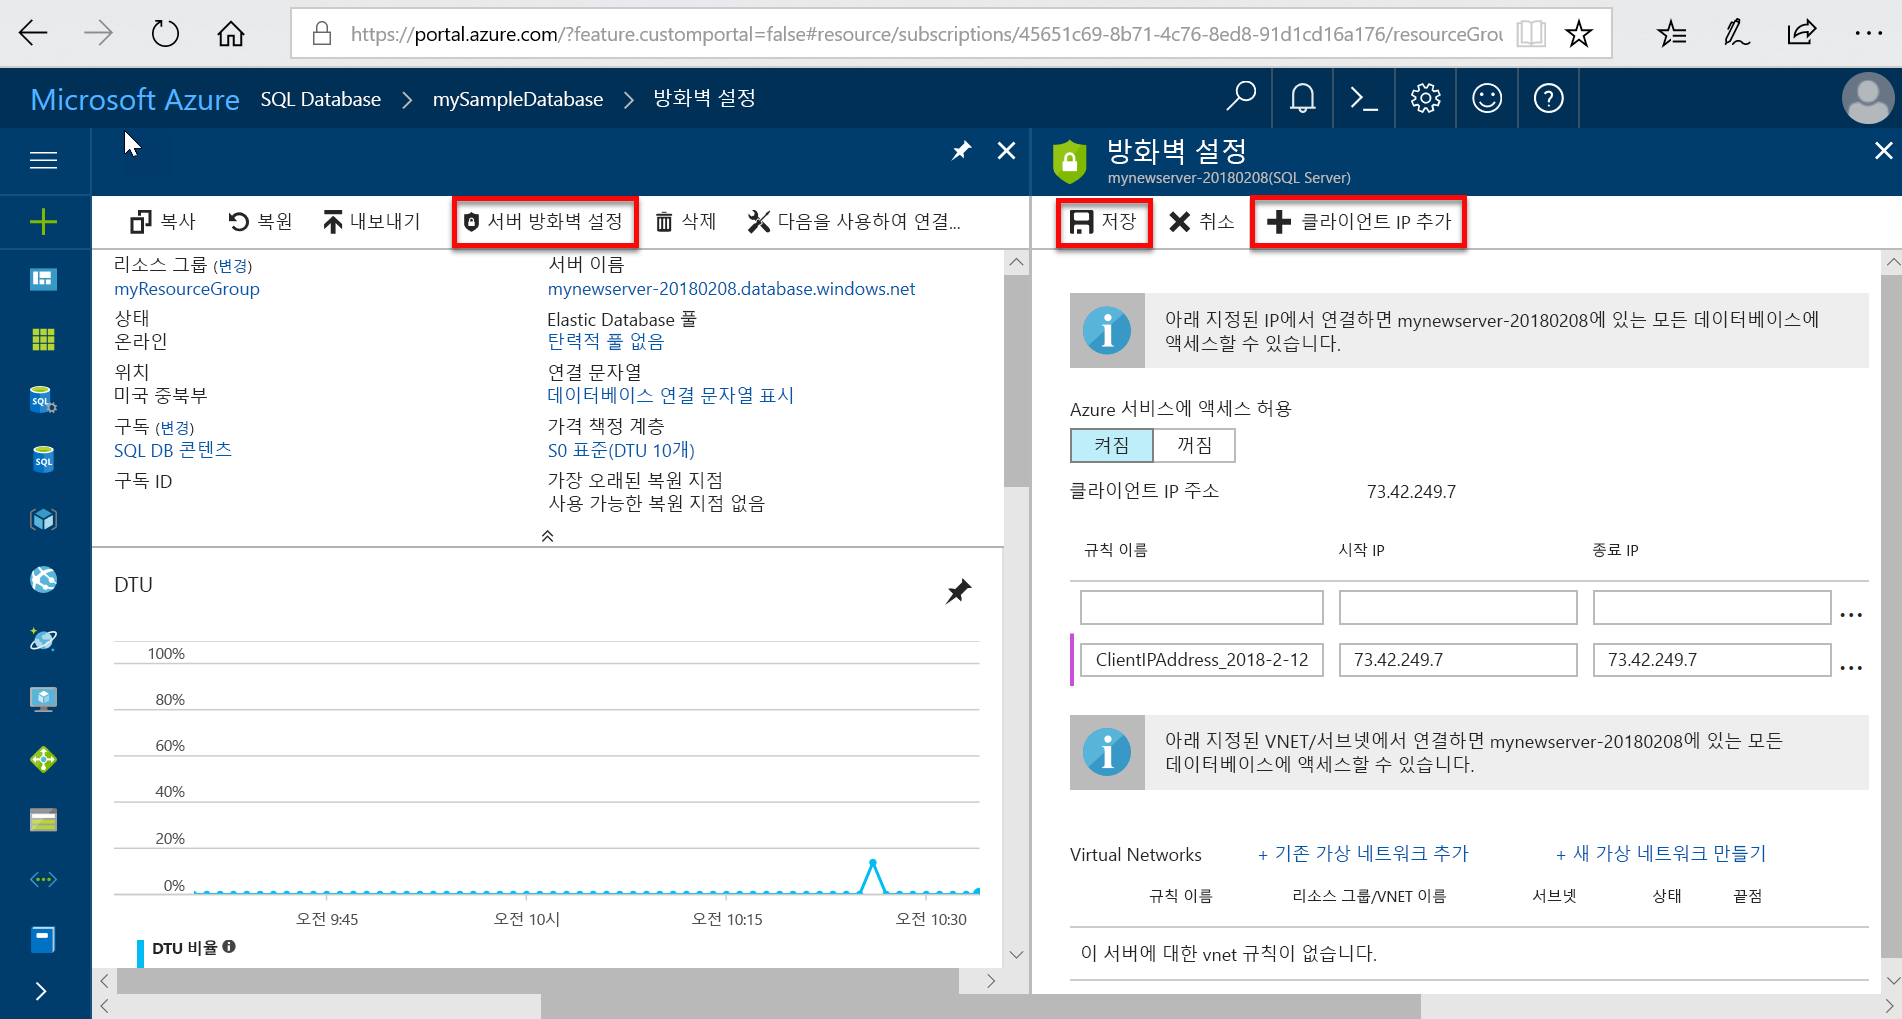 https://portal.azure.com/?feature.customportal=false#resource/subscriptions/45651c69-8b71-4c76-8ed8-91d1cd16a176/resourceGrou
Microsoft Azure SQL Database > mySampleDatabase > 방화벽 설정
복사 복원 내보내기 서버 방화벽 설정 삭제 다음을 사용하여 연결...
리소스 그룹 (변경)
myResourceGroup
상태
온라인
위치
미국 중북부
구독 (변경)
SQL DB 콘텐츠
구독 ID
서버 이름
mynewserver-20180208.database.windows.net
Elastic Database 풀
탄력적 풀 없음
연결 문자열
데이터베이스 연결 문자열 표시
가격 책정 계층
S0 표준(DTU 10개)
가장 오래된 복원 지점
사용 가능한 복원 지점 없음
DTU
100%
80%
60%
40%
20%
0%
오전 9:45 오전 10시 오전 10:15 오전 10:30
DTU 비율
방화벽 설정
mynewserver-20180208(SQL Server)
저장 취소 클라이언트 IP 추가
아래 지정된 IP에서 연결하면 mynewserver-20180208에 있는 모든 데이터베이스에
액세스할 수 있습니다.
Azure 서비스에 액세스 허용
켜짐 꺼짐
클라이언트 IP 주소 73.42.249.7
규칙 이름 시작 IP 종료 IP
...
ClientIPAddress_2018-2-12 73.42.249.7 73.42.249.7 ...
아래 지정된 VNET/서브넷에서 연결하면 mynewserver-20180208에 있는 모든
데이터베이스에 액세스할 수 있습니다.
Virtual Networks + 기존 가상 네트워크 추가 + 새 가상 네트워크 만들기
규칙 이름 리소스 그룹/VNET 이름 서브넷 상태 끝점
이 서버에 대한 vnet 규칙이 없습니다.
SQL
SQL